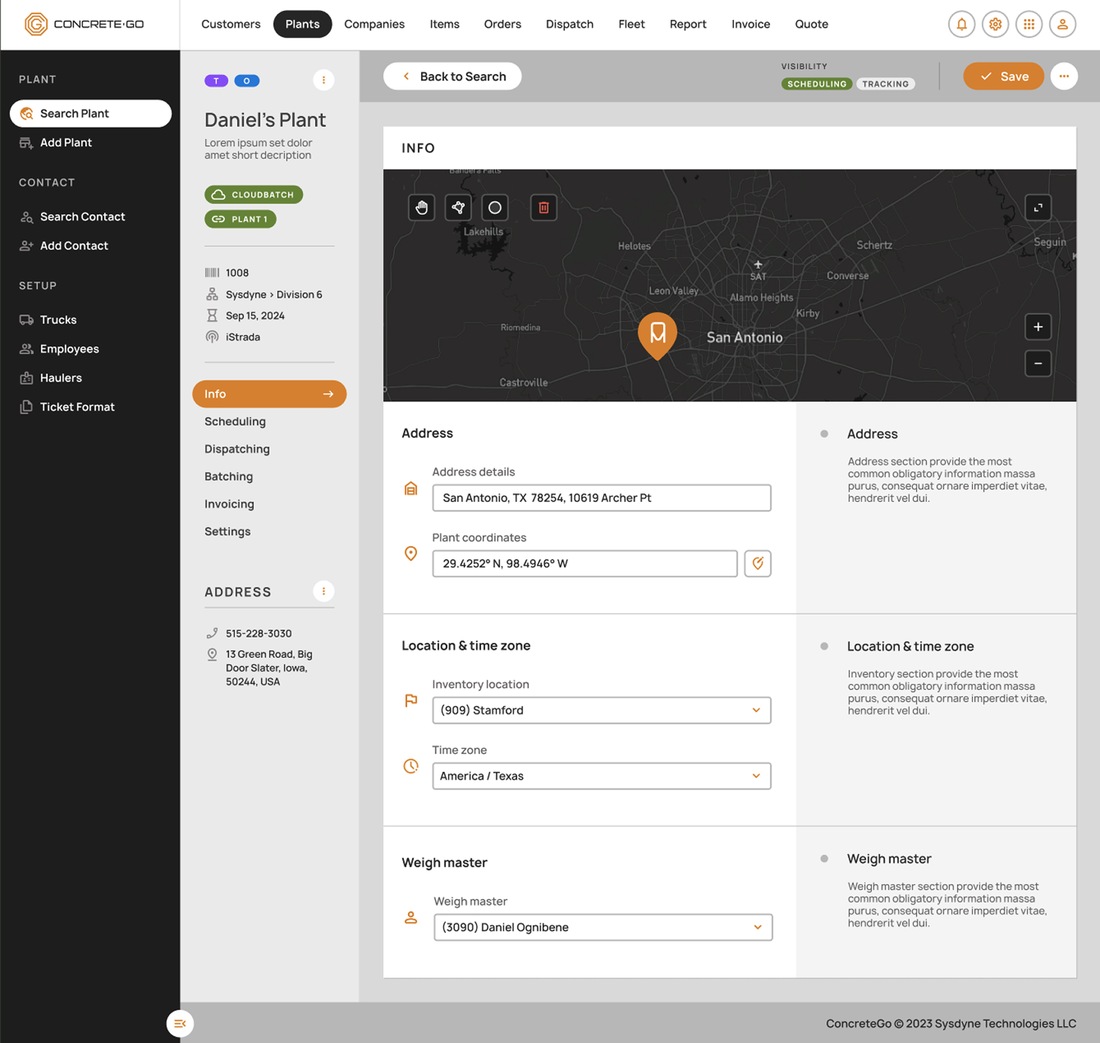 CONCRETE·GO
Customers
Plants
Companies
Items
Orders
Dispatch
Fleet
Report
Invoice
Quote
PLANT
Search Plant
Add Plant
CONTACT
Search Contact
Add Contact
SETUP
Trucks
Employees
Haulers
Ticket Format
T
O
Daniel's Plant
Lorem ipsum set dolor
amet short decription
CLOUDBATCH
PLANT 1
1008
Sysdyne › Division 6
Sep 15, 2024
iStrada
Info
Scheduling
Dispatching
Batching
Invoicing
Settings
ADDRESS
515-228-3030
13 Green Road, Big
Door Slater, Iowa,
50244, USA
Back to Search
VISIBILITY
SCHEDULING
TRACKING
Save
INFO
Bandera Falls
Lakehills
Helotes
Schertz
Seguin
SAT
Converse
Leon Valley
Alamo Heights
Kirby
Riomedina
San Antonio
Castroville
Address
Address details
San Antonio, TX 78254, 10619 Archer Pt
Plant coordinates
29.4252° N, 98.4946° W
Address
Address section provide the most
common obligatory information massa
purus, consequat ornare imperdiet vitae,
hendrerit vel dui.
Location & time zone
Inventory location
(909) Stamford
Time zone
America / Texas
Location & time zone
Inventory section provide the most
common obligatory information massa
purus, consequat ornare imperdiet vitae,
hendrerit vel dui.
Weigh master
Weigh master
(3090) Daniel Ognibene
Weigh master
Weigh master section provide the most
common obligatory information massa
purus, consequat ornare imperdiet vitae,
hendrerit vel dui.
ConcreteGo © 2023 Sysdyne Technologies LLC